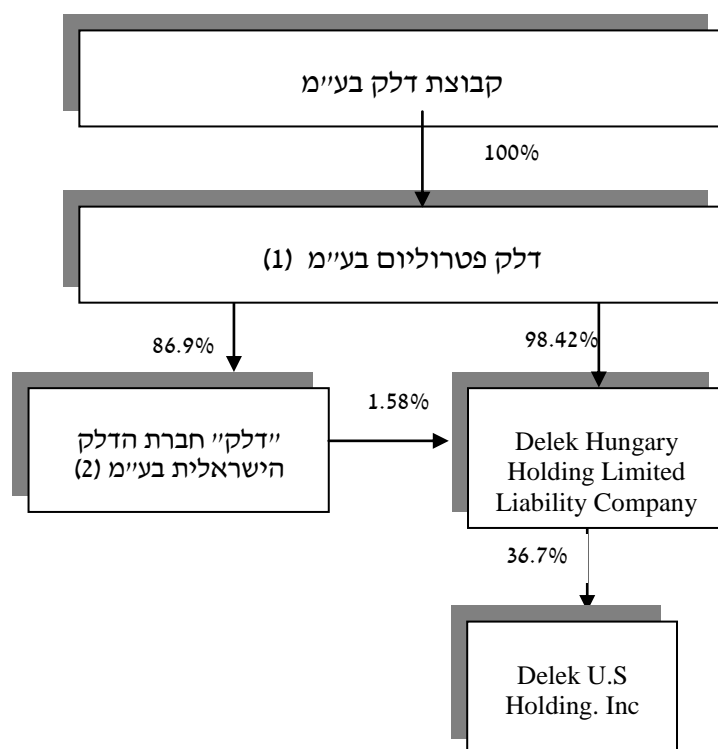 קבוצת דלק בע״מ
100%
דלק פטרוליום בע״מ (1)
86.9%
98.42%
״דלק״ חברת הדלק
הישראלית בע״מ (2)
1.58%
Delek Hungary
Holding Limited
Liability Company
36.7%
Delek U.S
Holding. Inc